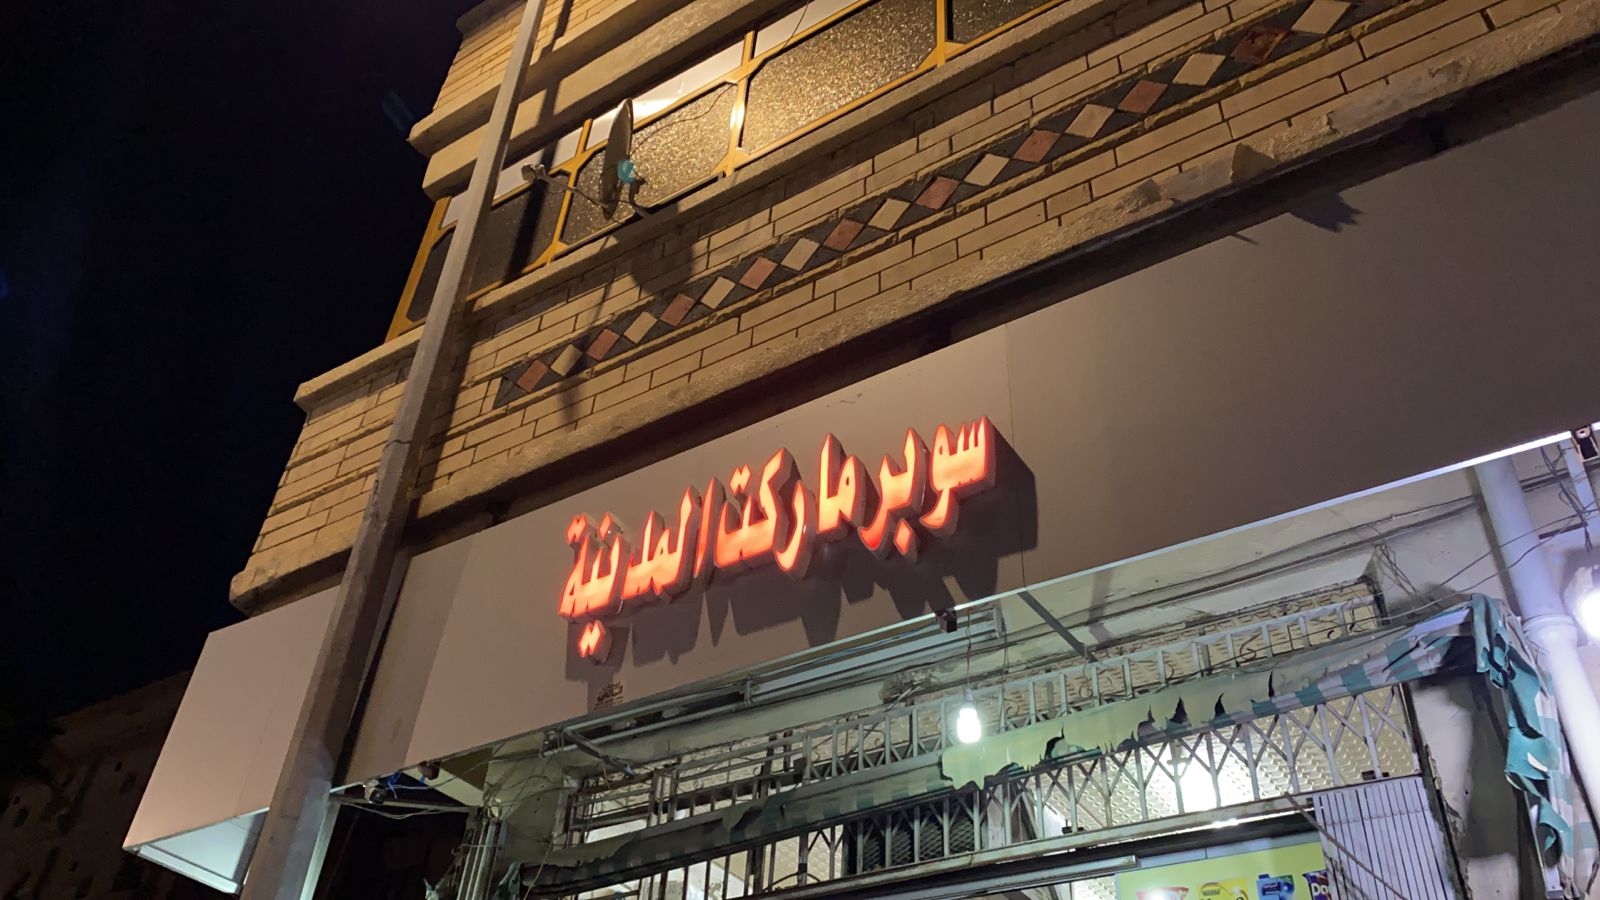 سوبر ماركت المدنية